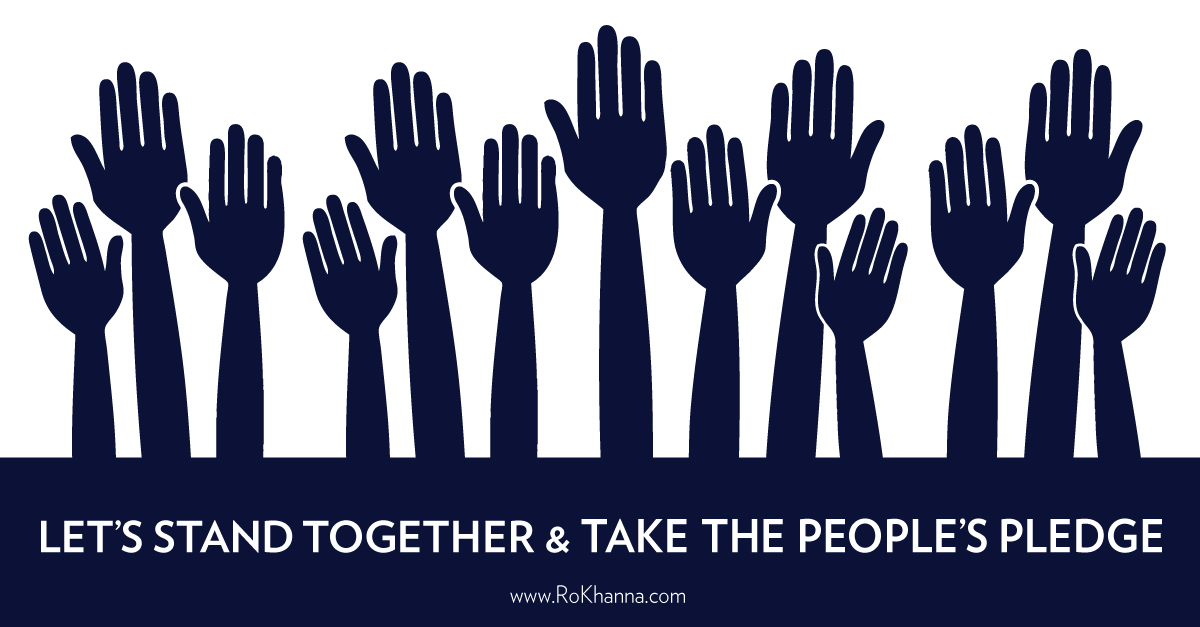 LET’S STAND TOGETHER & TAKE THE PEOPLE’S PLEDGE
www.RoKhanna.com